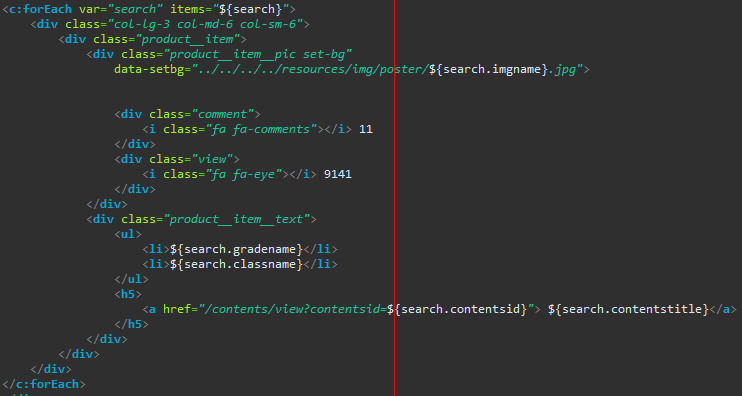 <c:forEach var="search" items="${search}">
<div class="col-lg-3 col-md-6 col-sm-6">
<div class="product__item">
<div class="product__item__pic set-bg"
data-setbg="../../../../resources/img/poster/${search.imgname}.jpg">
<div class="comment">
<i class="fa fa-comments"></i> 11
</div>
<div class="view">
<i class="fa fa-eye"></i> 9141
</div>
</div>
<div class="product__item__text">
<ul>
<li>${search.gradename}</li>
<li>${search.classname}</li>
</ul>
<h5>
<a href="/contents/view?contentsid=${search.contentsid}"> ${search.contentstitle}</a>
</h5>
</div>
</div>
</div>
</c:forEach>